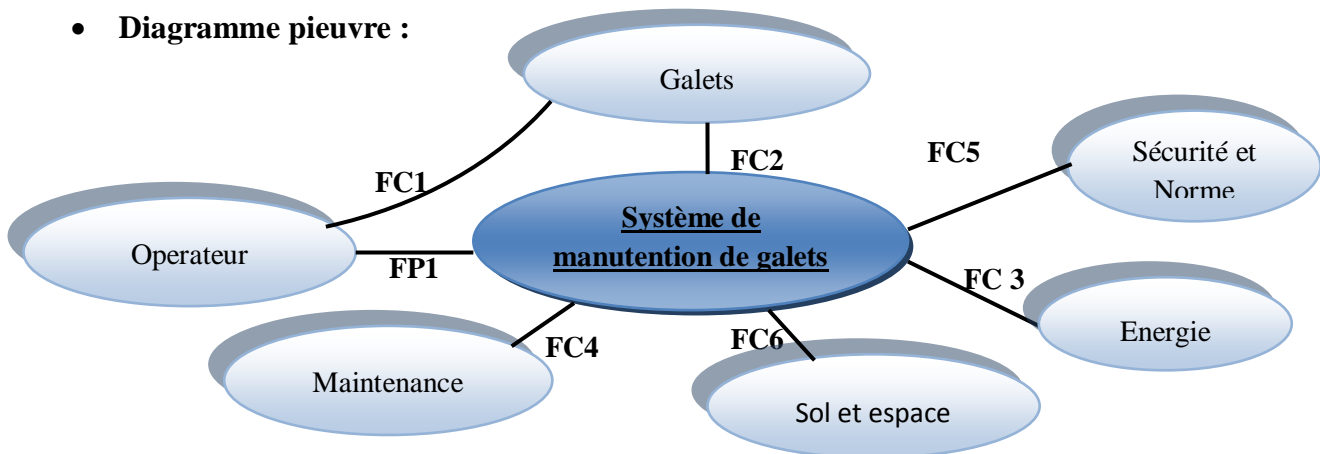 • Diagramme pieuvre :
Galets
FC5
Sécurité et
Norme
FC1
FC2
Système de
manutention de galets
Operateur
FP1
FC 3
Energie
FC4
FC6
Maintenance
Sol et espace